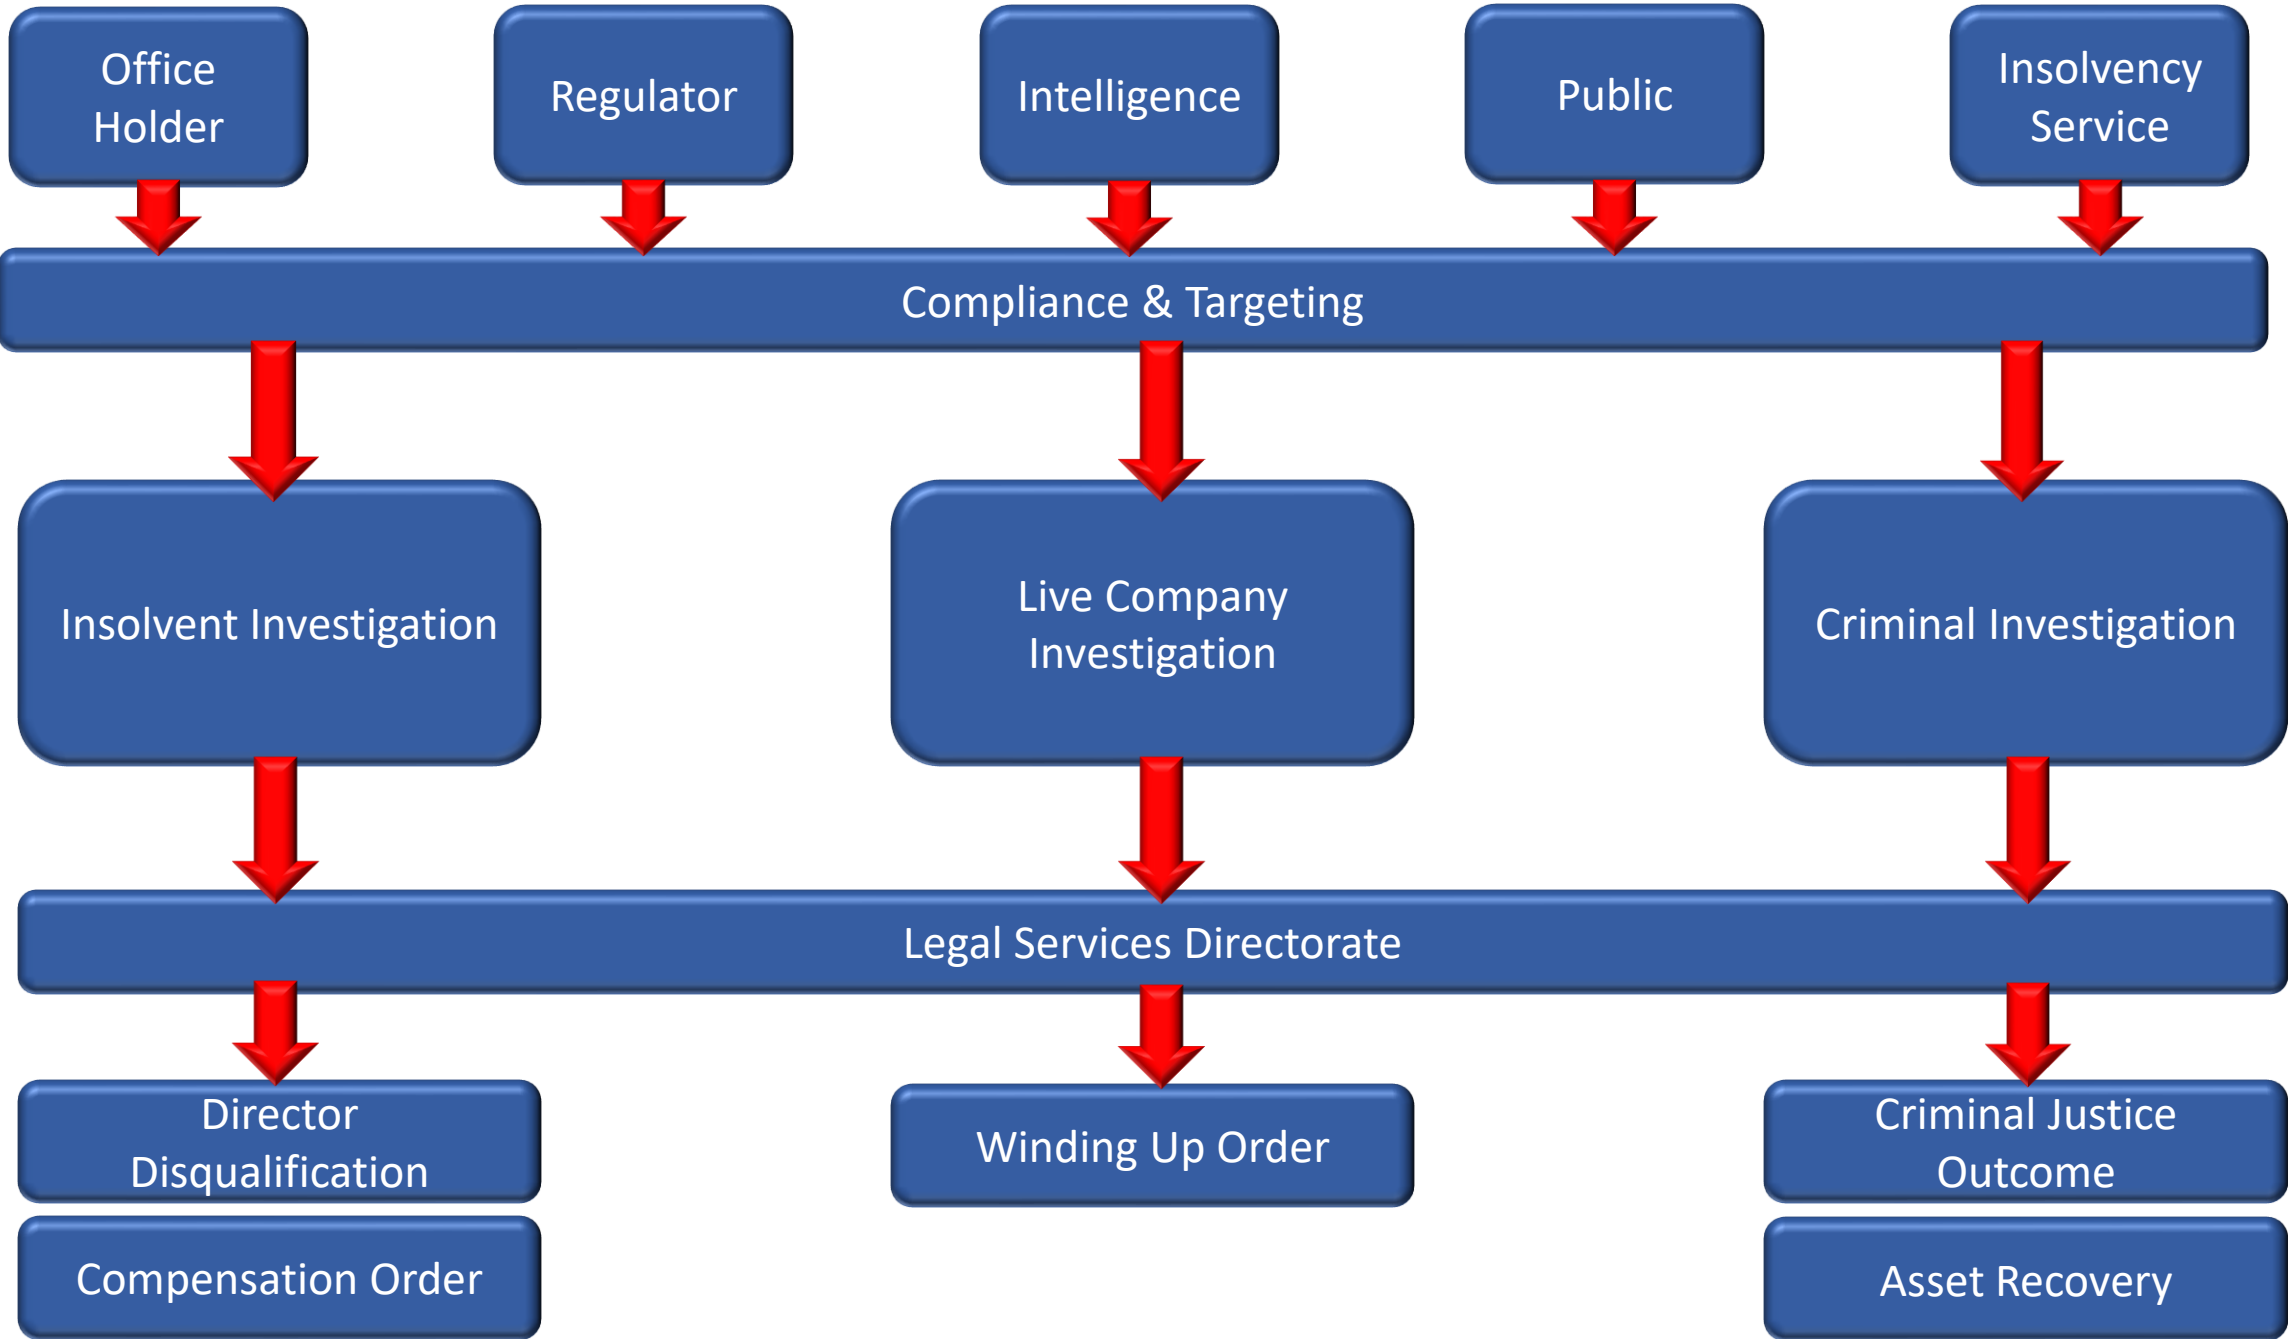 Office
Holder
Regulator
Intelligence
Public
Insolvency
Service
Compliance & Targeting
Insolvent Investigation
Live Company
Investigation
Criminal Investigation
Legal Services Directorate
Director
Disqualification
Winding Up Order
Criminal Justice
Outcome
Compensation Order
Asset Recovery